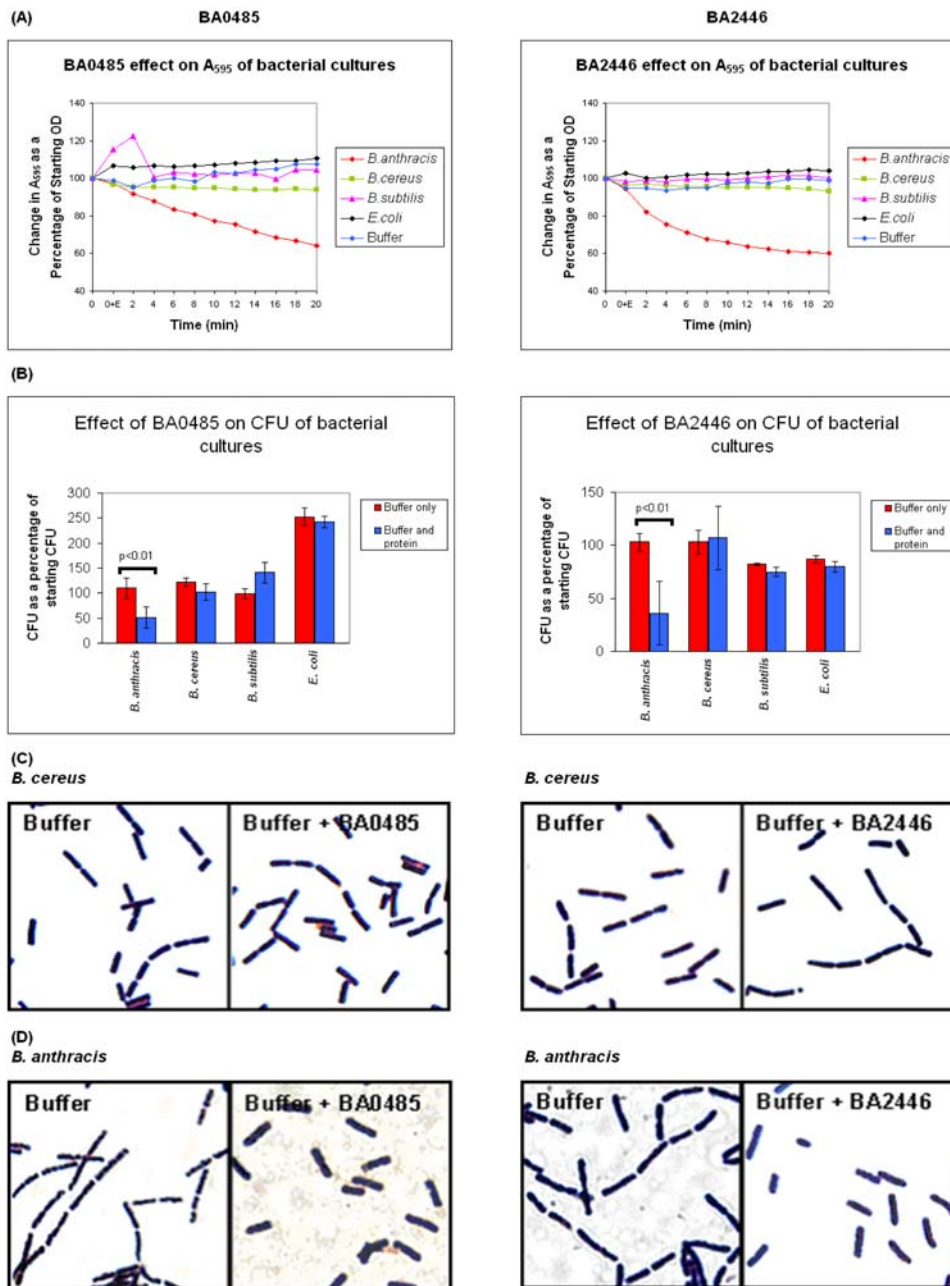 (A)
BA0485
BA2446
BA0485 effect on A595 of bacterial cultures
Change in A595 as a
Percentage of Starting OD
140
120
100
80
60
40
0 0+E 2 4 6 8 10 12 14 16 18 20
Time (min)
B.anthracis
B.cereus
B.subtilis
E.coli
Buffer
BA2446 effect on A595 of bacterial cultures
Change in A595 as a
Percentage of Starting OD
140
120
100
80
60
40
0 0+E 2 4 6 8 10 12 14 16 18 20
Time (min)
B.anthracis
B.cereus
B.subtilis
E.coli
Buffer
(B)
Effect of BA0485 on CFU of bacterial
cultures
CFU as a percentage of
starting CFU
300
250
200
150
100
50
0
p<0.01
B. anthracis
B. cereus
B. subtilis
E. coli
Buffer only
Buffer and
protein
Effect of BA2446 on CFU of bacterial
cultures
CFU as a percentage of
starting CFU
150
100
50
0
p<0.01
B. anthracis
B. cereus
B. subtilis
E. coli
Buffer only
Buffer and
protein
(C)
B. cereus
B. cereus
Buffer
Buffer + BA0485
Buffer
Buffer + BA2446
(D)
B. anthracis
B. anthracis
Buffer
Buffer + BA0485
Buffer
Buffer + BA2446